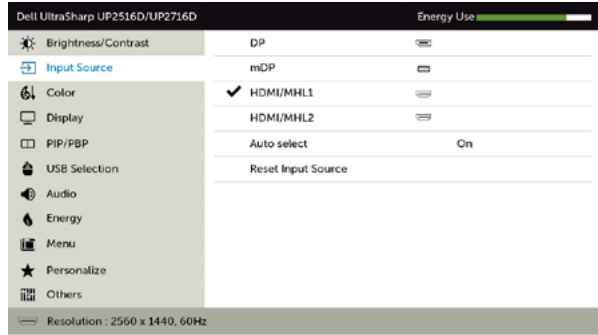 Dell UltraSharp UP2516D/UP2716D Energy Use
Brightness/Contrast DP
Input Source mDP
Color HDMI/MHL1
Display HDMI/MHL2
PIP/PBP Auto select On
USB Selection Reset Input Source
Audio
Energy
Menu
Personalize
Others
Resolution : 2560 x 1440, 60Hz